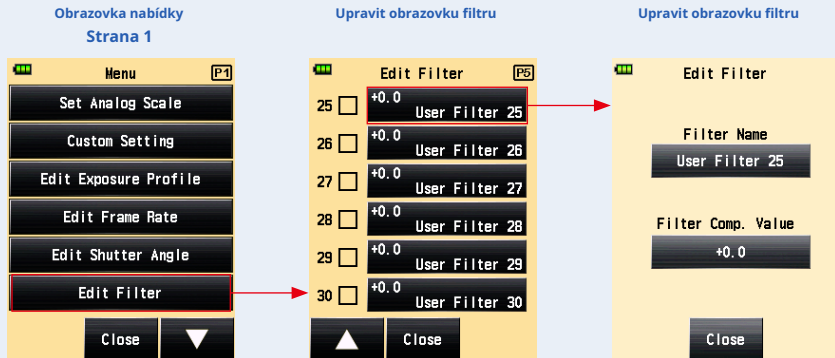 Obrazovka nabídky
Strana 1
Menu P1
Set Analog Scale
Custom Setting
Edit Exposure Profile
Edit Frame Rate
Edit Shutter Angle
Edit Filter
Close
Upravit obrazovku filtru
Edit Filter P5
25 +0.0 User Filter 25
26 +0.0 User Filter 26
27 +0.0 User Filter 27
28 +0.0 User Filter 28
29 +0.0 User Filter 29
30 +0.0 User Filter 30
Close
Upravit obrazovku filtru
Edit Filter
Filter Name
User Filter 25
Filter Comp. Value
+0.0
Close